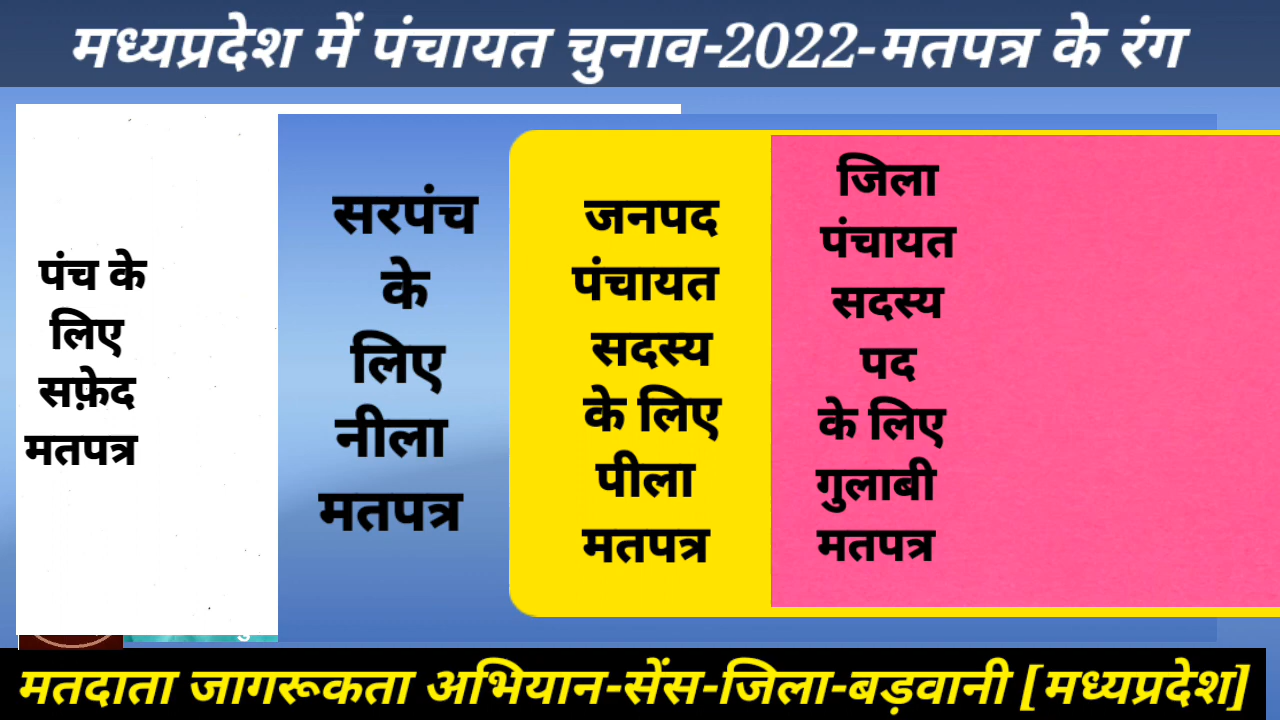 मध्यप्रदेश में पंचायत चुनाव-2022-मतपत्र के रंग
पंच के
लिए
सफ़ेद
मतपत्र
सरपंच
के
लिए
नीला
मतपत्र
जनपद
पंचायत
सदस्य
के लिए
पीला
मतपत्र
जिला
पंचायत
सदस्य
पद
के लिए
गुलाबी
मतपत्र
मतदाता जागरूकता अभियान-सेंस-जिला-बड़वानी [मध्यप्रदेश]